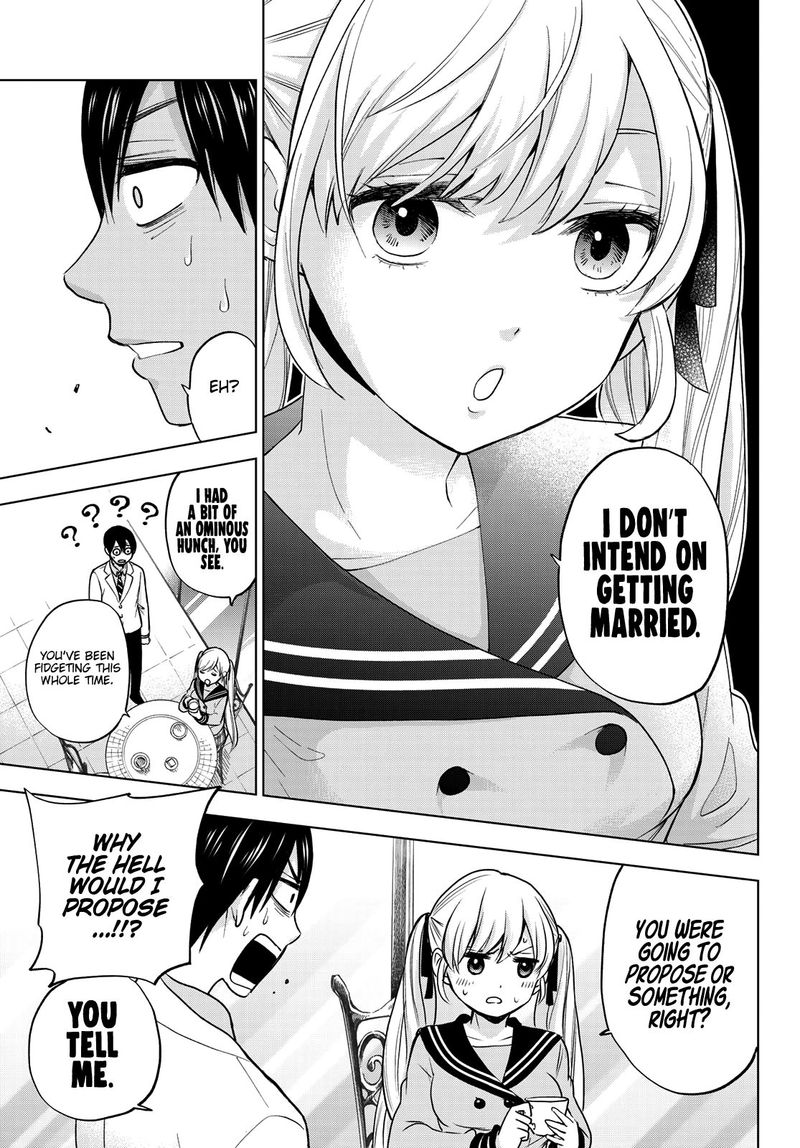 I DON'T
INTEND ON
GETTING
MARRIED.
EH?
I HAD
A BIT OF
AN OMINOUS
HUNCH, YOU
SEE.
? ? ? ? ?
YOU'VE BEEN
FIDGETING THIS
WHOLE TIME.
YOU WERE
GOING TO
PROPOSE OR
SOMETHING,
RIGHT?
WHY
THE HELL
WOULD I
PROPOSE
...!!?
YOU
TELL
ME.